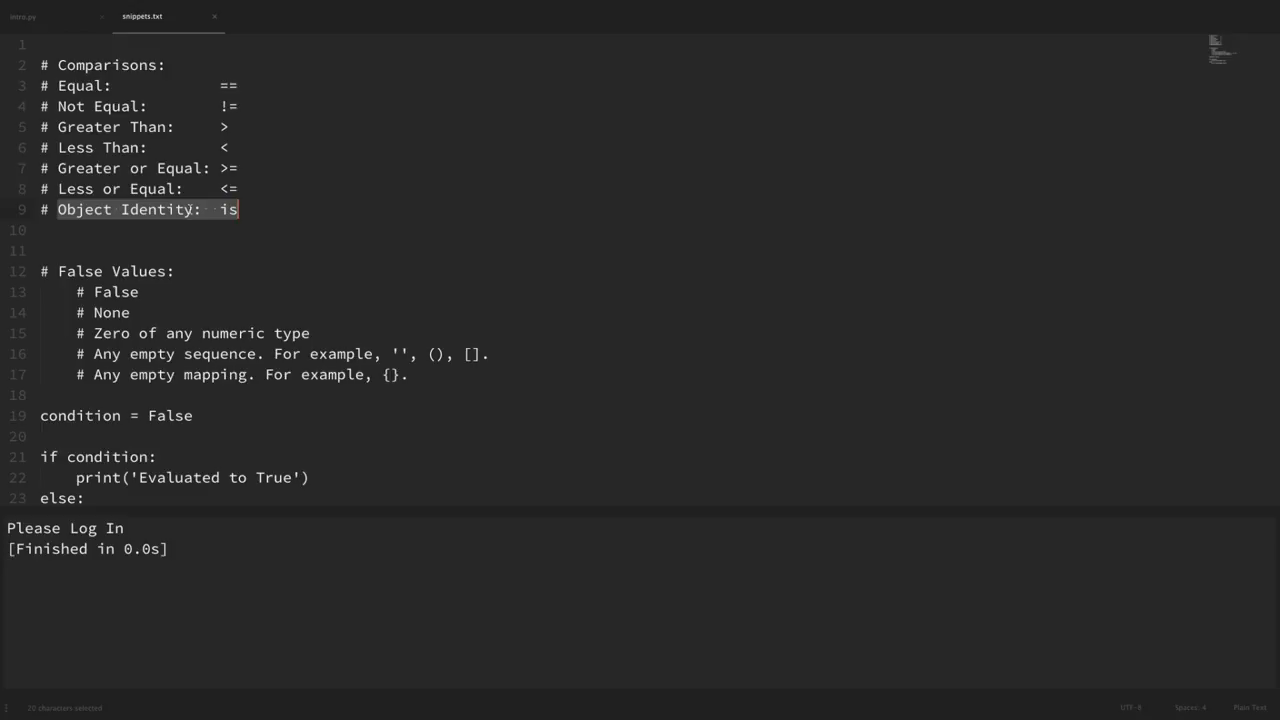 intro.py × snippets.txt ×
1
2 # Comparisons:
3 # Equal: ==
4 # Not Equal: !=
5 # Greater Than: >
6 # Less Than: <
7 # Greater or Equal: >=
8 # Less or Equal: <=
9 # Object Identity: is
10
11
12 # False Values:
13 # False
14 # None
15 # Zero of any numeric type
16 # Any empty sequence. For example, '', (), [].
17 # Any empty mapping. For example, {}.
18
19 condition = False
20
21 if condition:
22 print('Evaluated to True')
23 else:
Please Log In
[Finished in 0.0s]
20 characters selected UTF-8 Spaces: 4 Plain Text